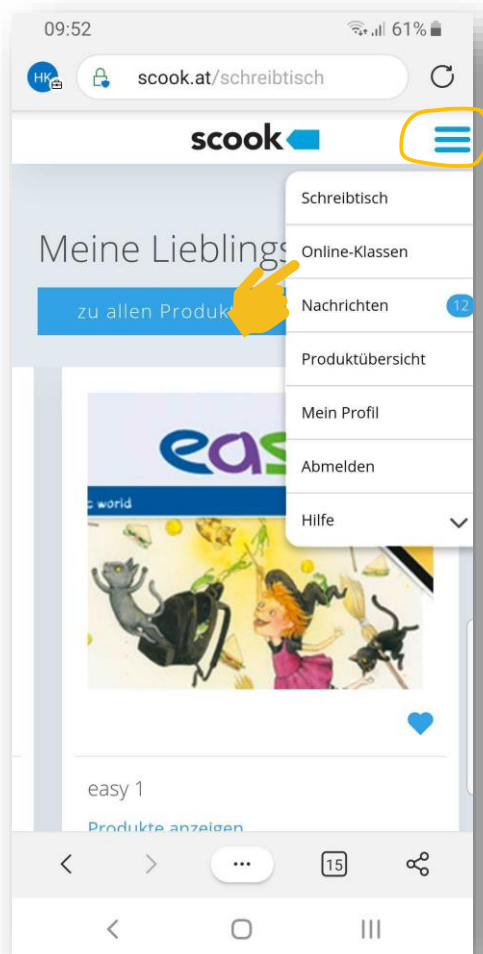 09:52 61%
HK scook.at/schreibtisch
scook
Schreibtisch
Meine Lieblings
Online-Klassen
zu allen Produk
Nachrichten 12
Produktübersicht
Mein Profil
Abmelden
Hilfe
eas
c world
easy 1
Produkte anzeigen
15